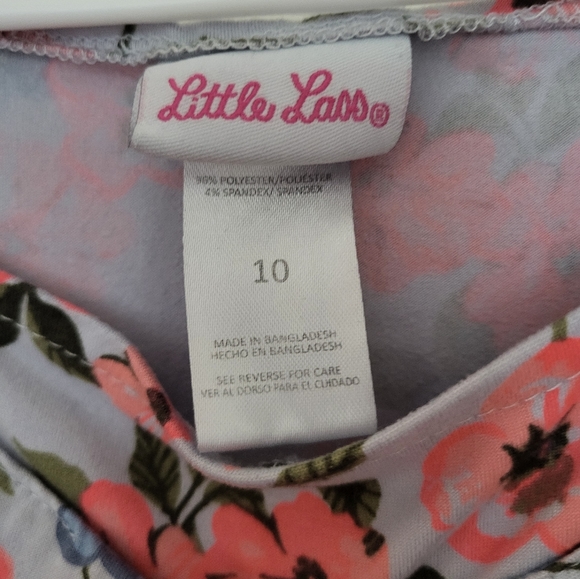 Little Lass®
96% POLYESTER/POLIÉSTER
4% SPANDEX/ SPANDEX
10
MADE IN BANGLADESH
HECHO EN BANGLADESH
SEE REVERSE FOR CARE
VER AL DORSO PARA EL CUIDADO